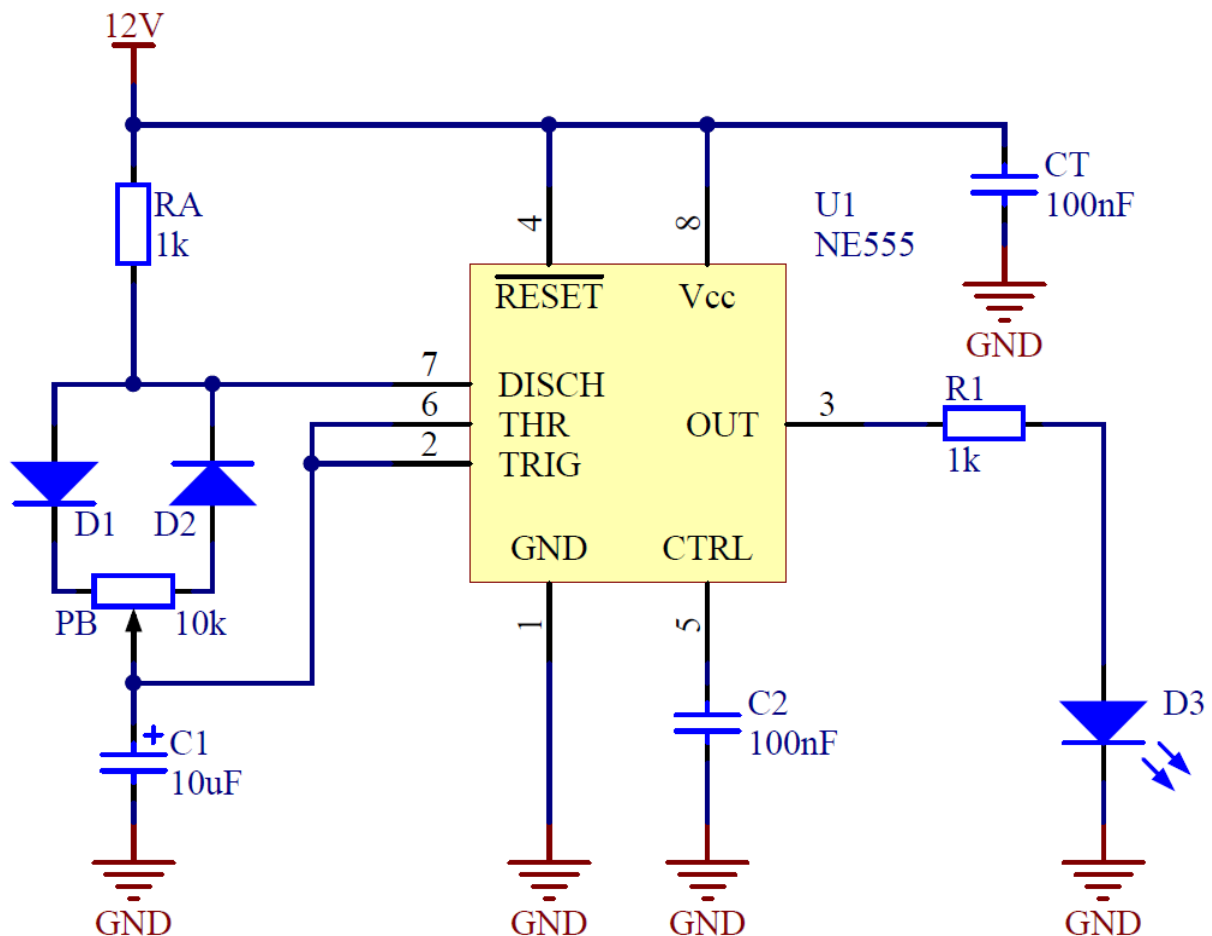 12V
RA
1k
4
8
U1
NE555
CT
100nF
GND
RESET
Vcc
7
DISCH
6
THR
2
TRIG
OUT
3
R1
1k
D1
D2
GND
CTRL
PB
10k
1
5
C2
100nF
D3
+
C1
10uF
GND
GND
GND
GND